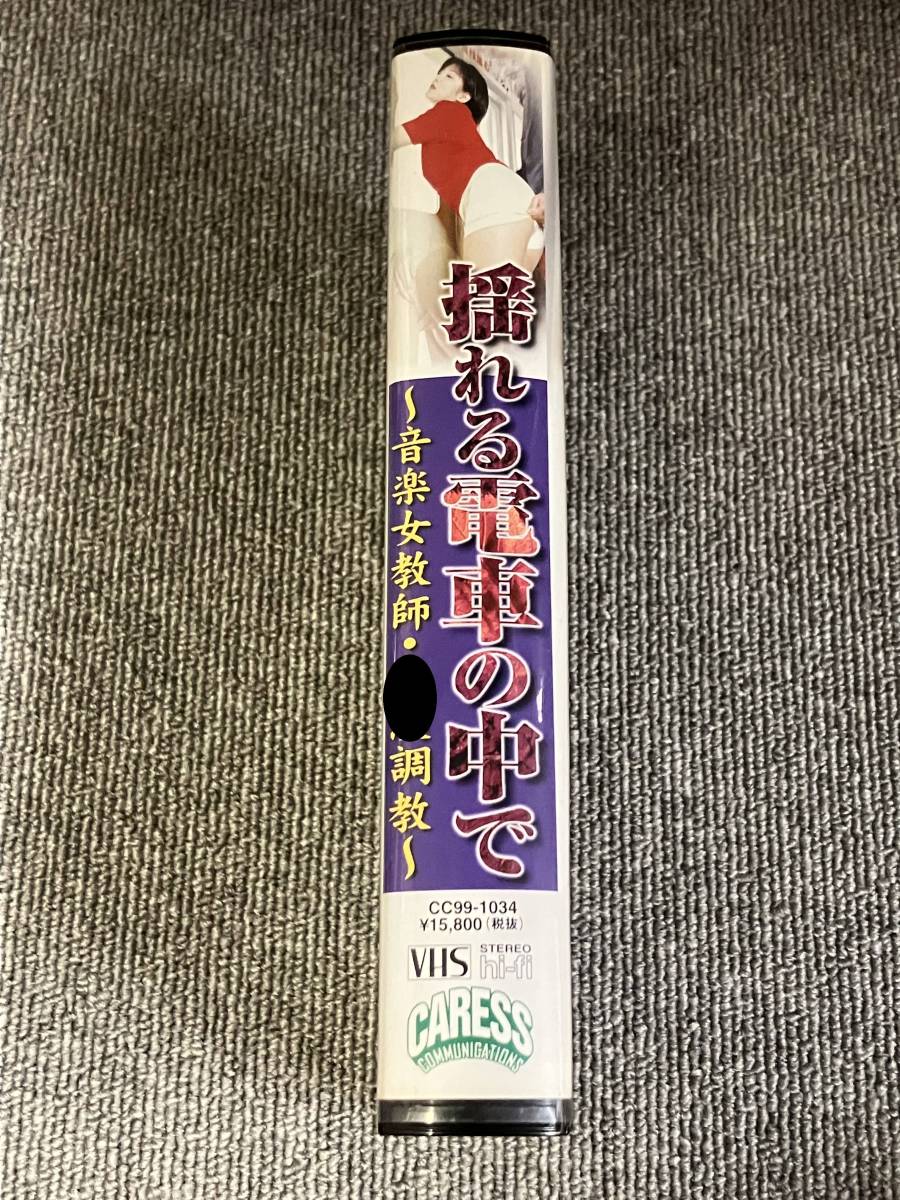 揺れる電車の中で
〜音楽女教師・調教〜
CC99-1034
¥15,800(税抜)
VHS
STEREO
hi-fi
CARESS
COMMUNICATIONS